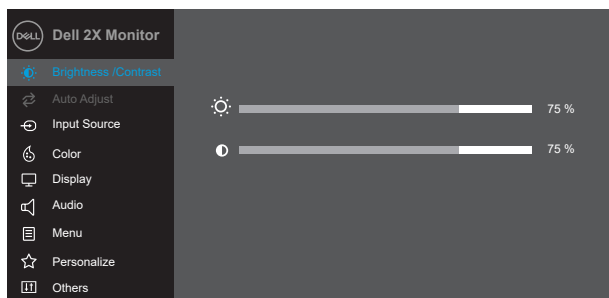 DELL Dell 2X Monitor
Brightness /Contrast
Auto Adjust
Input Source
Color
Display
Audio
Menu
Personalize
Others
75 %
75 %